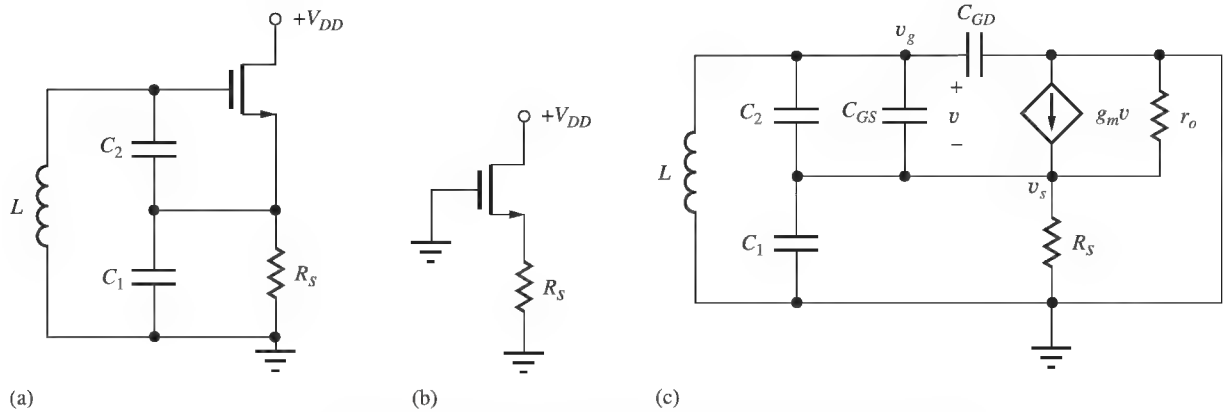 +V_DD
C_2
L
C_1
R_S
(a)
+V_DD
R_S
(b)
C_GD
v_g
C_2
C_GS
+
v
−
g_m v
r_o
L
v_s
C_1
R_S
(c)